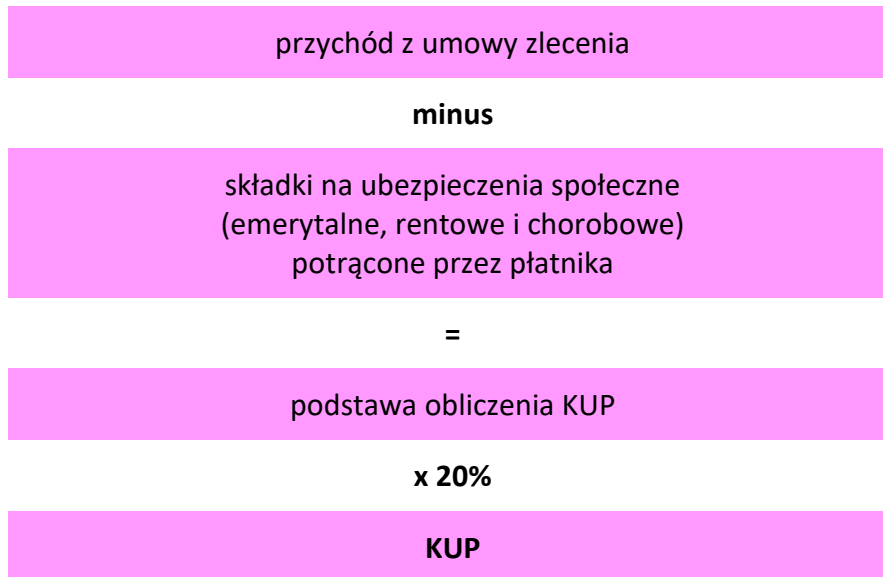 przychód z umowy zlecenia
minus
składki na ubezpieczenia społeczne
(emerytalne, rentowe i chorobowe)
potrącone przez płatnika
=
podstawa obliczenia KUP
x 20%
KUP